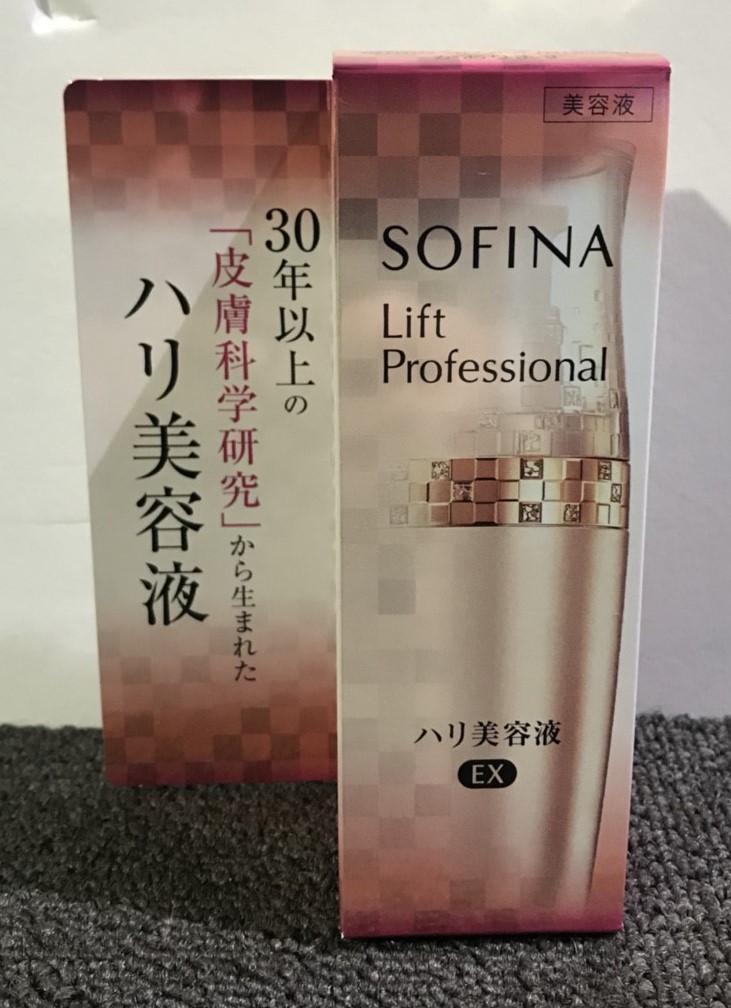 30年以上の
「皮膚科学研究」から生まれた
ハリ美容液
美容液
SOFINA
Lift
Professional
ハリ美容液
EX